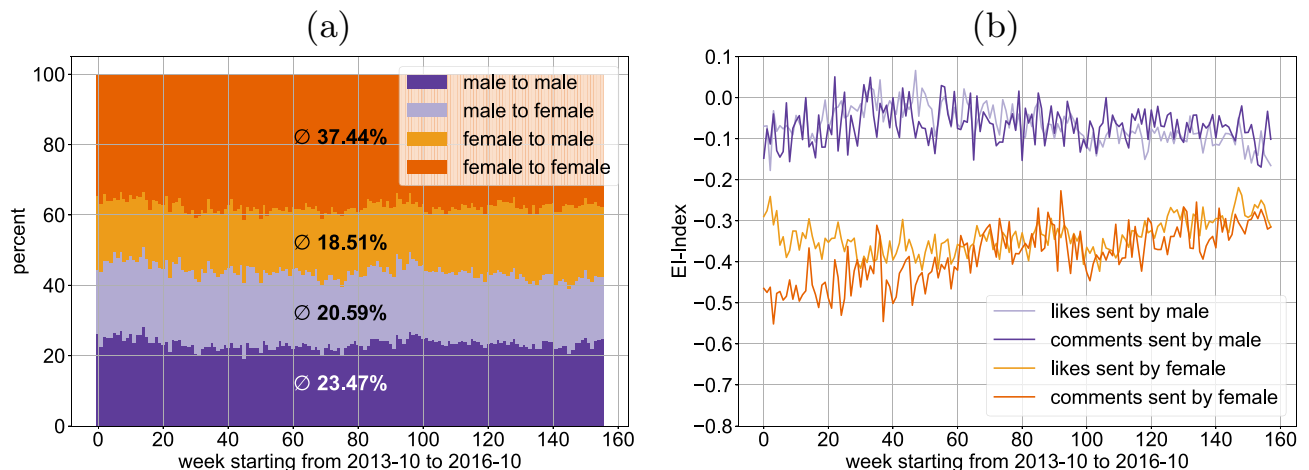 (a)
100
80
60
40
20
0
percent
male to male
male to female
female to male
female to female
∅ 37.44%
∅ 18.51%
∅ 20.59%
∅ 23.47%
0 20 40 60 80 100 120 140 160
week starting from 2013-10 to 2016-10
(b)
0.1
0.0
−0.1
−0.2
−0.3
−0.4
−0.5
−0.6
−0.7
−0.8
EI-Index
likes sent by male
comments sent by male
likes sent by female
comments sent by female
0 20 40 60 80 100 120 140 160
week starting from 2013-10 to 2016-10